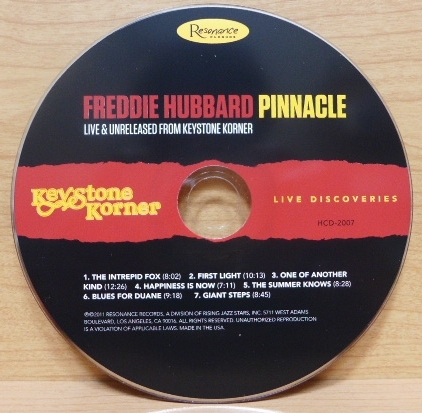 Resonance
RECORDS
FREDDIE HUBBARD PINNACLE
LIVE & UNRELEASED FROM KEYSTONE KORNER
Keystone
Korner
LIVE DISCOVERIES
HCD-2007
1. THE INTREPID FOX (8:02) 2. FIRST LIGHT (10:13) 3. ONE OF ANOTHER
KIND (12:26) 4. HAPPINESS IS NOW (7:11) 5. THE SUMMER KNOWS (8:28)
6. BLUES FOR DUANE (9:18) 7. GIANT STEPS (8:45)
℗©2011 RESONANCE RECORDS, A DIVISION OF RISING JAZZ STARS, INC. 5711 WEST ADAMS
BOULEVARD, LOS ANGELES, CA 90016. ALL RIGHTS RESERVED. UNAUTHORIZED REPRODUCTION
IS A VIOLATION OF APPLICABLE LAWS. MADE IN THE USA.